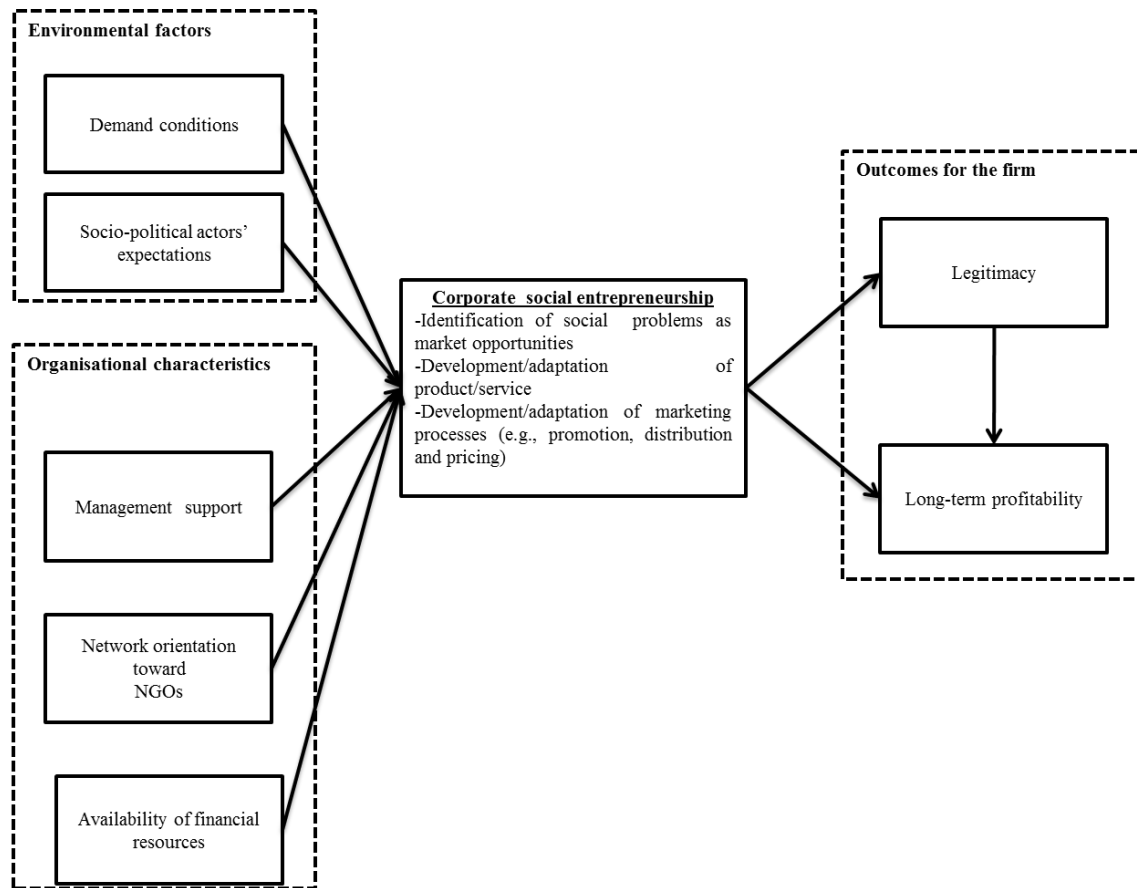 Environmental factors
Demand conditions
Socio-political actors’
expectations
Organisational characteristics
Management support
Network orientation
toward
NGOs
Availability of financial
resources
Corporate social entrepreneurship
-Identification of social problems as
market opportunities
-Development/adaptation of
product/service
-Development/adaptation of marketing
processes (e.g., promotion, distribution
and pricing)
Outcomes for the firm
Legitimacy
Long-term profitability